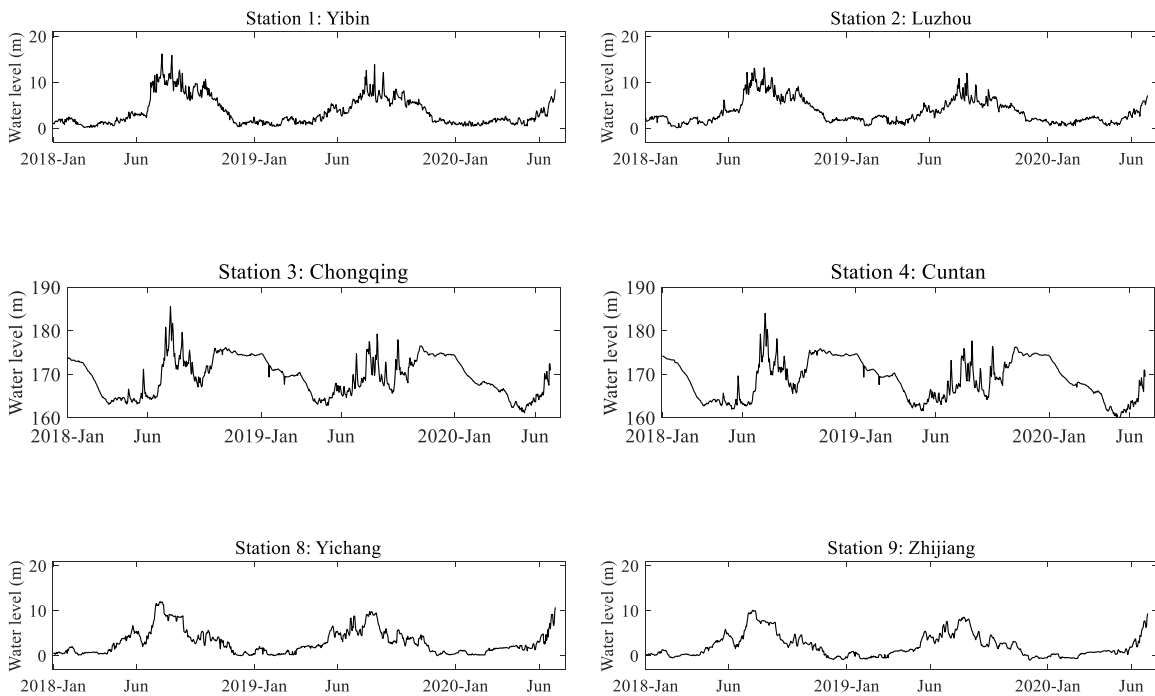 Station 1: Yibin
Water level (m)
20
10
0
2018-Jan Jun 2019-Jan Jun 2020-Jan Jun
Station 2: Luzhou
Water level (m)
20
10
0
2018-Jan Jun 2019-Jan Jun 2020-Jan Jun
Station 3: Chongqing
Water level (m)
190
180
170
160
2018-Jan Jun 2019-Jan Jun 2020-Jan Jun
Station 4: Cuntan
Water level (m)
190
180
170
160
2018-Jan Jun 2019-Jan Jun 2020-Jan Jun
Station 8: Yichang
Water level (m)
20
10
0
2018-Jan Jun 2019-Jan Jun 2020-Jan Jun
Station 9: Zhijiang
Water level (m)
20
10
0
2018-Jan Jun 2019-Jan Jun 2020-Jan Jun